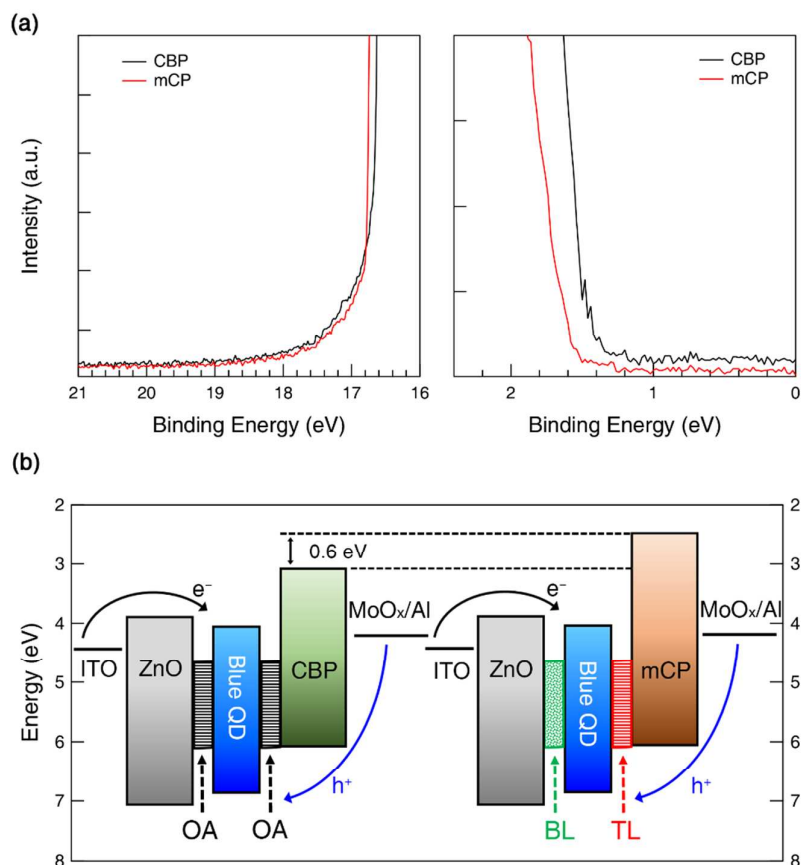 (a)
CBP
mCP
CBP
mCP
Intensity (a.u.)
21 20 19 18 17 16
2 1 0
Binding Energy (eV)
Binding Energy (eV)
(b)
2
3
4
5
6
7
8
Energy (eV)
0.6 eV
e⁻
ITO
ZnO
Blue QD
CBP
MoOₓ/Al
h⁺
OA
OA
e⁻
ITO
ZnO
Blue QD
mCP
MoOₓ/Al
h⁺
BL
TL
2
3
4
5
6
7
8